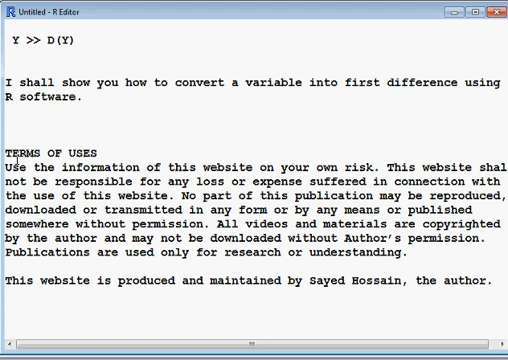 Untitled - R Editor
Y >> D(Y)
I shall show you how to convert a variable into first difference using
R software.
TERMS OF USES
Use the information of this website on your own risk. This website shal
not be responsible for any loss or expense suffered in connection with
the use of this website. No part of this publication may be reproduced,
downloaded or transmitted in any form or by any means or published
somewhere without permission. All videos and materials are copyrighted
by the author and may not be downloaded without Author's permission.
Publications are used only for research or understanding.
This website is produced and maintained by Sayed Hossain, the author.